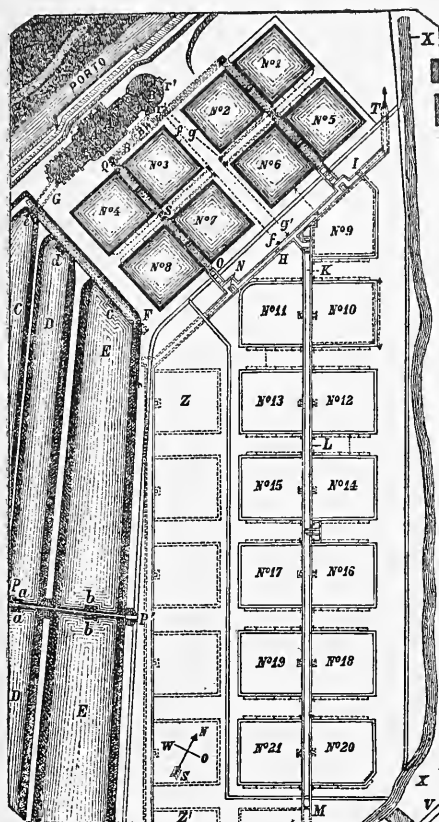 X
PORTO
Nº1
r'
T
Nº2
Nº5
r
f g
B
Q
Nº3
Nº6
I
G
Nº4
S
Nº7
g'
f'
Nº9
d
Nº8
O
H
N
K
C
D
C
F
E
Nº11
Nº10
Z
Nº13
Nº12
L
Nº15
Nº14
P
a
b
a
b
P
Nº17
Nº16
D
E
Nº19
Nº18
N
W
O
S
Nº21
Nº20
X
Z'
M
V